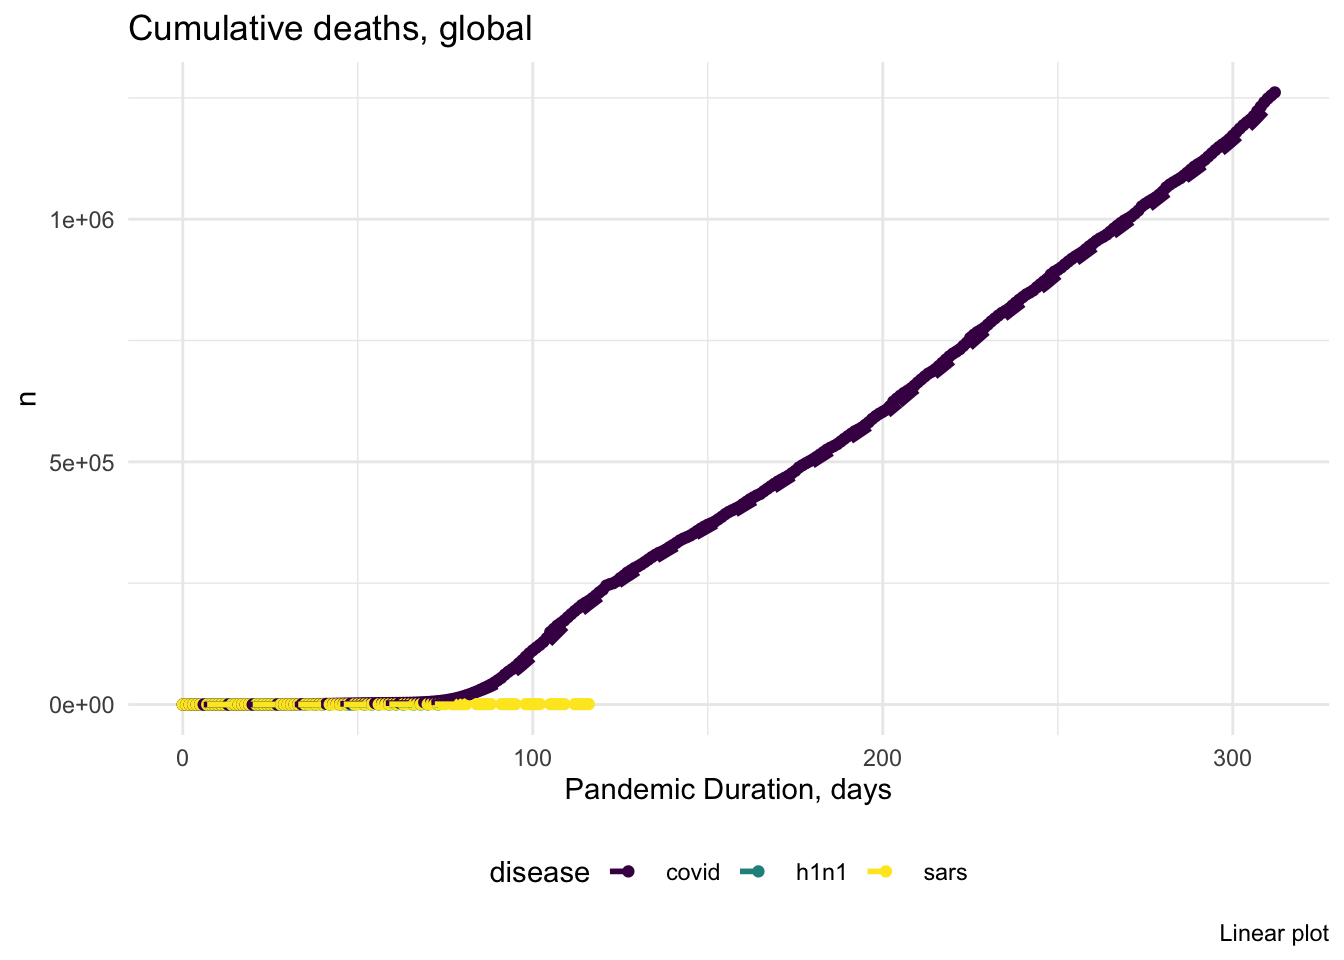 Cumulative deaths, global
n
1e+06
5e+05
0e+00
0 100 200 300
Pandemic Duration, days
disease covid h1n1 sars
Linear plot